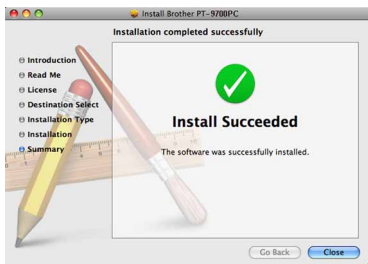 Install Brother PT-9700PC
Installation completed successfully
Introduction
Read Me
License
Destination Select
Installation Type
Installation
Summary
Install Succeeded
The software was successfully installed.
Go Back
Close